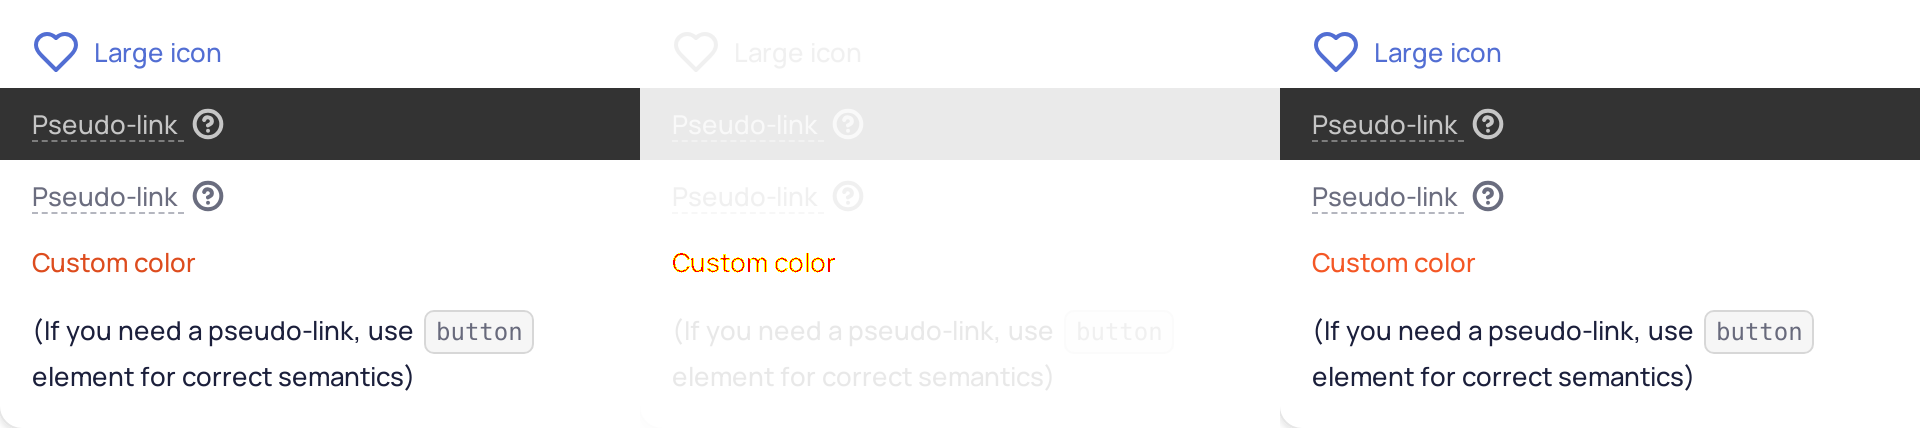 Large icon
Pseudo-link
Pseudo-link
Custom color
(If you need a pseudo-link, use button
element for correct semantics)
Large icon
Pseudo-link
Pseudo-link
Custom color
(If you need a pseudo-link, use button
element for correct semantics)
Large icon
Pseudo-link
Pseudo-link
Custom color
(If you need a pseudo-link, use button
element for correct semantics)